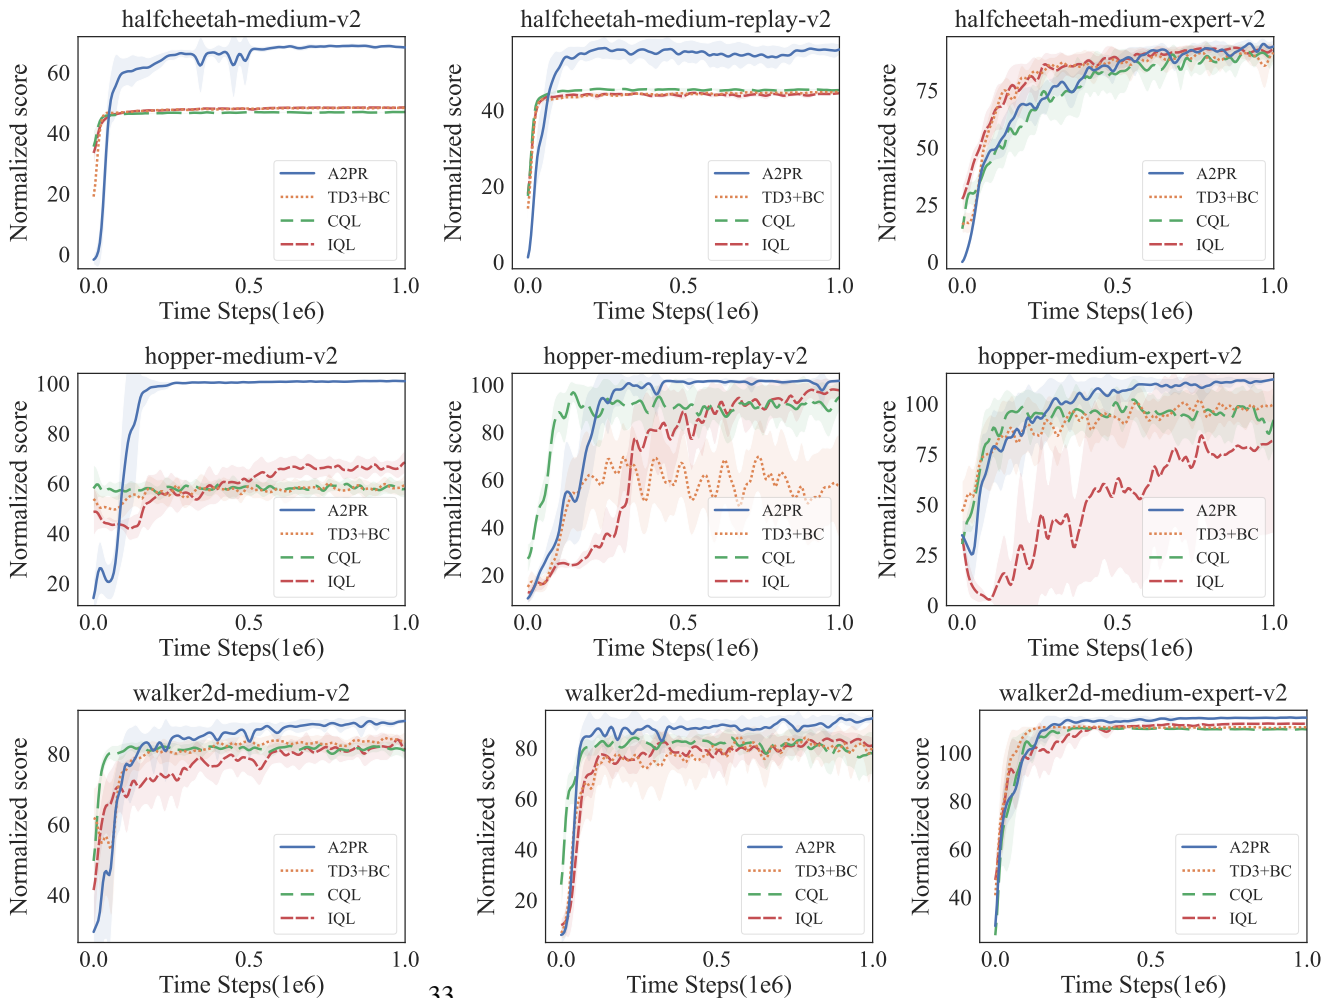 halfcheetah-medium-v2
Normalized score
60
40
20
0
A2PR
TD3+BC
CQL
IQL
0.0 0.5 1.0
Time Steps(1e6)
halfcheetah-medium-replay-v2
Normalized score
40
20
0
A2PR
TD3+BC
CQL
IQL
0.0 0.5 1.0
Time Steps(1e6)
halfcheetah-medium-expert-v2
Normalized score
75
50
25
0
A2PR
TD3+BC
CQL
IQL
0.0 0.5 1.0
Time Steps(1e6)
hopper-medium-v2
Normalized score
100
80
60
40
20
A2PR
TD3+BC
CQL
IQL
0.0 0.5 1.0
Time Steps(1e6)
hopper-medium-replay-v2
Normalized score
100
80
60
40
20
A2PR
TD3+BC
CQL
IQL
0.0 0.5 1.0
Time Steps(1e6)
hopper-medium-expert-v2
Normalized score
100
75
50
25
0
A2PR
TD3+BC
CQL
IQL
0.0 0.5 1.0
Time Steps(1e6)
walker2d-medium-v2
Normalized score
80
60
40
A2PR
TD3+BC
CQL
IQL
0.0 0.5 1.0
Time Steps(1e6)
walker2d-medium-replay-v2
Normalized score
80
60
40
20
A2PR
TD3+BC
CQL
IQL
0.0 0.5 1.0
Time Steps(1e6)
walker2d-medium-expert-v2
Normalized score
100
80
60
40
A2PR
TD3+BC
CQL
IQL
0.0 0.5 1.0
Time Steps(1e6)
33